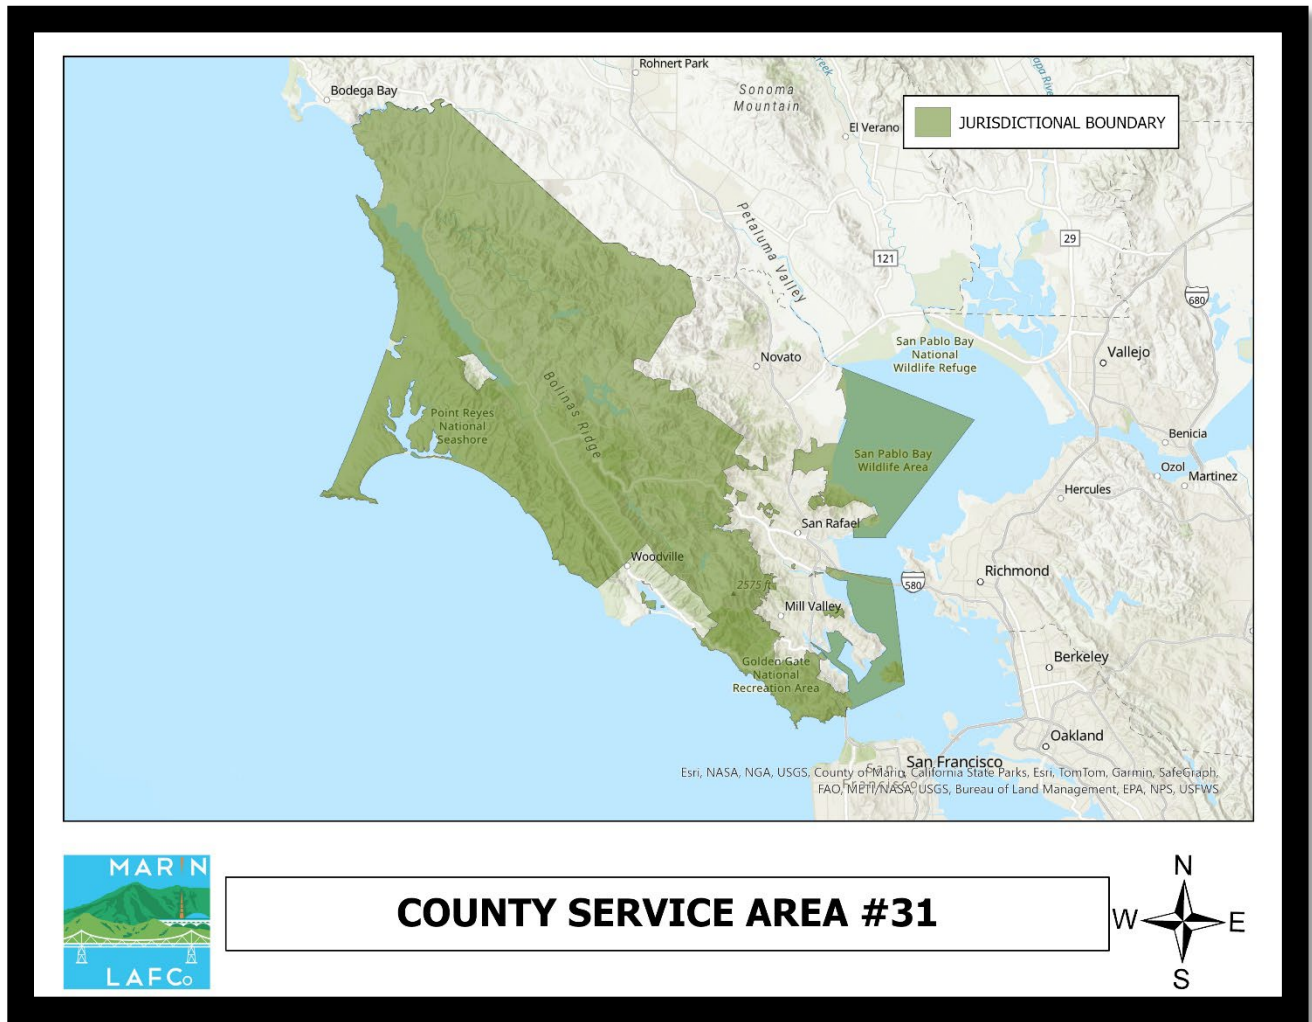 Rohnert Park
Bodega Bay
Sonoma
Mountain
El Verano
JURISDICTIONAL BOUNDARY
Petaluma Valley
29
121
680
San Pablo Bay
National
Wildlife Refuge
Vallejo
Novato
Bolinas Ridge
Point Reyes
National
Seashore
Benicia
San Pablo Bay
Wildlife Area
Ozol
Martinez
Hercules
San Rafael
Woodville
Richmond
580
2575 ft
Mill Valley
Berkeley
Golden Gate
National
Recreation Area
Oakland
San Francisco
San
Francisco
Esri, NASA, NGA, USGS, County of Marin, California State Parks, Esri, TomTom, Garmin, SafeGraph,
FAO, METI/NASA, USGS, Bureau of Land Management, EPA, NPS, USFWS
MARIN
LAFCo
COUNTY SERVICE AREA #31
N
W
E
S